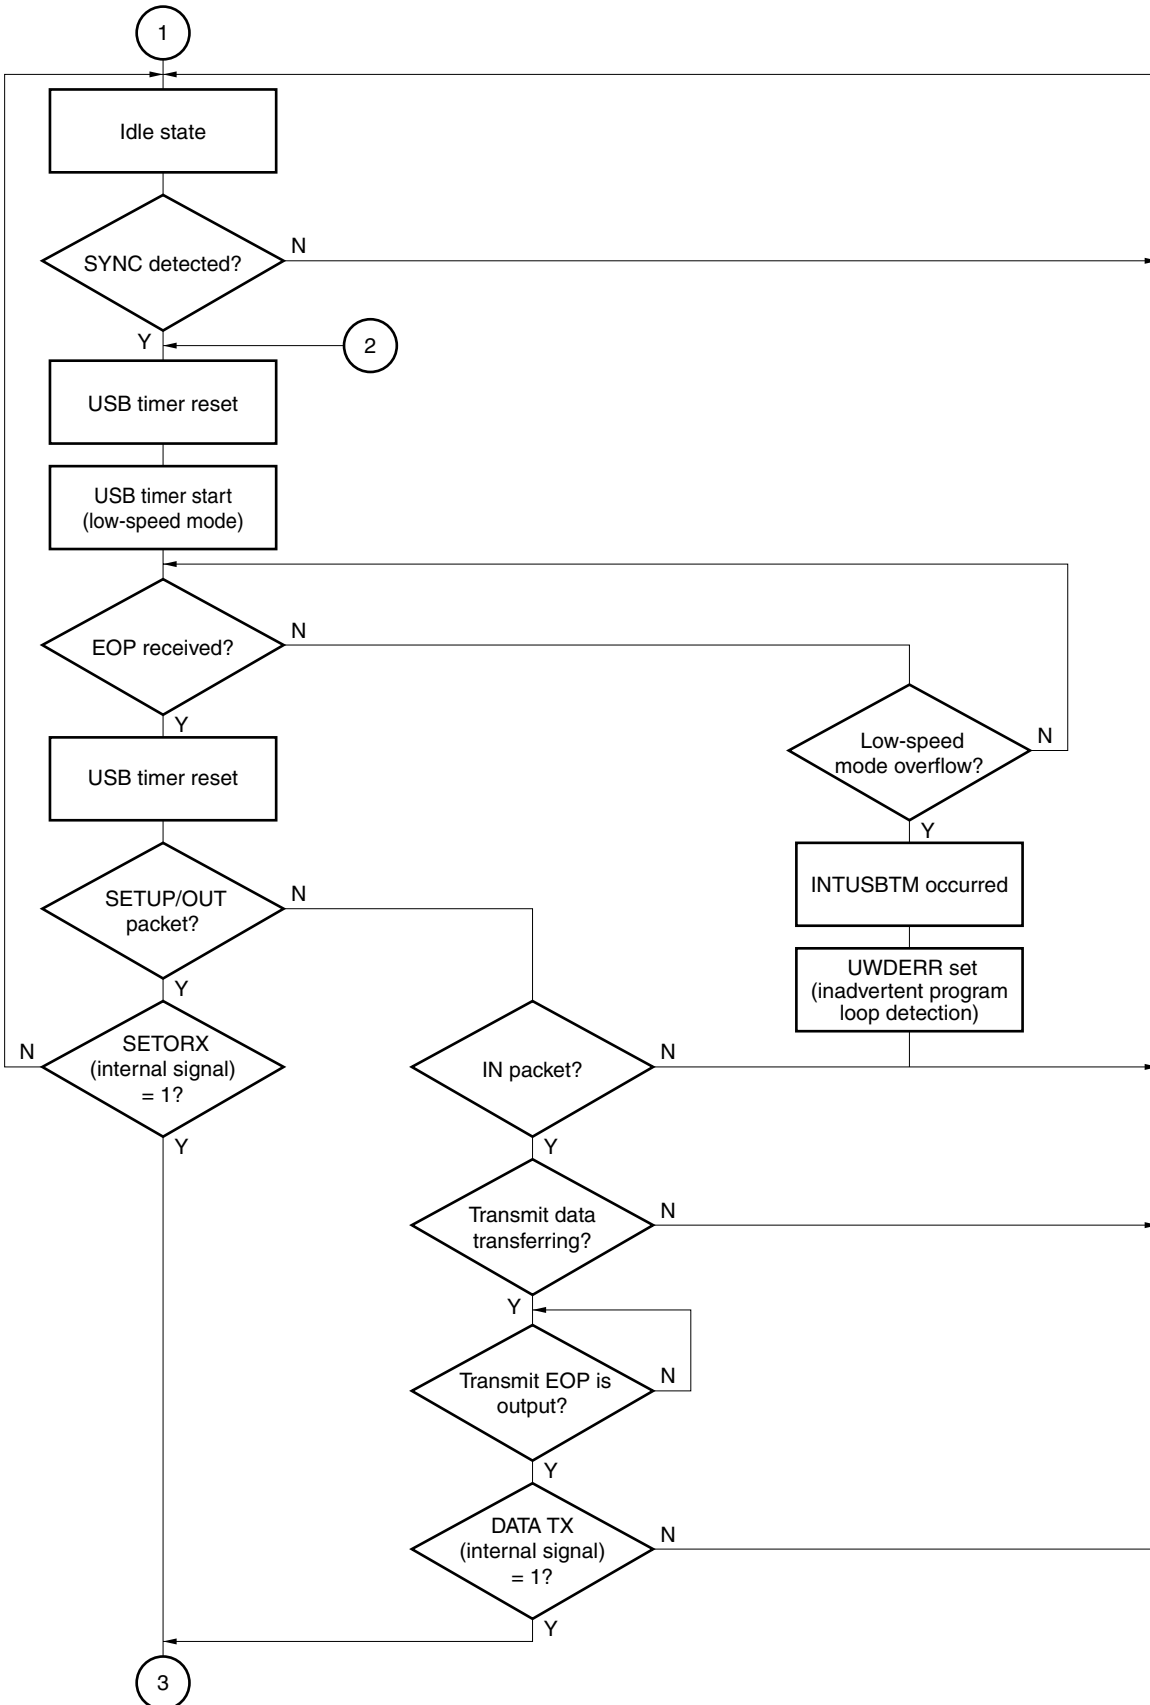 1
Idle state
SYNC detected?
N
Y
2
USB timer reset
USB timer start
(low-speed mode)
EOP received?
N
Y
Low-speed
mode overflow?
N
Y
USB timer reset
INTUSBTM occurred
SETUP/OUT
packet?
N
Y
UWDERR set
(inadvertent program
loop detection)
SETORX
(internal signal)
= 1?
N
Y
IN packet?
N
Y
Transmit data
transferring?
N
Y
Transmit EOP is
output?
N
Y
DATA TX
(internal signal)
= 1?
N
Y
3